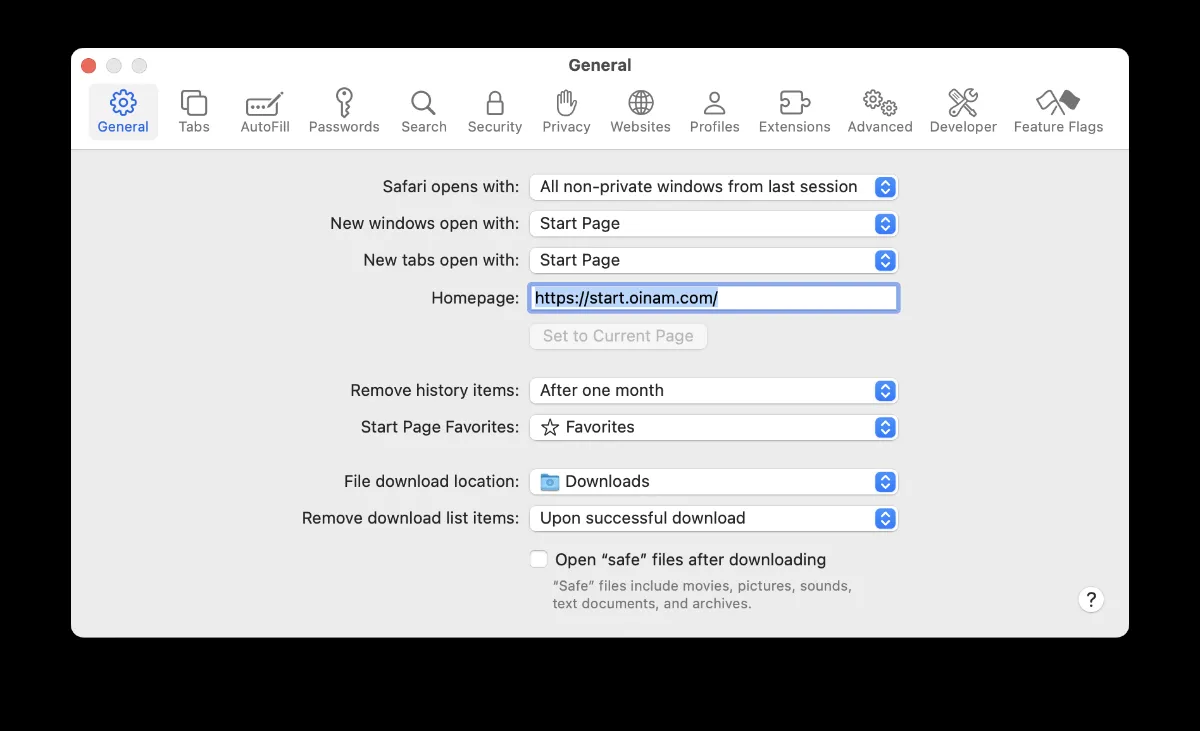 General
General Tabs AutoFill Passwords Search Security Privacy Websites Profiles Extensions Advanced Developer Feature Flags
Safari opens with: All non-private windows from last session
New windows open with: Start Page
New tabs open with: Start Page
Homepage: https://start.oinam.com/
Set to Current Page
Remove history items: After one month
Start Page Favorites: Favorites
File download location: Downloads
Remove download list items: Upon successful download
Open “safe” files after downloading
“Safe” files include movies, pictures, sounds,
text documents, and archives.
?